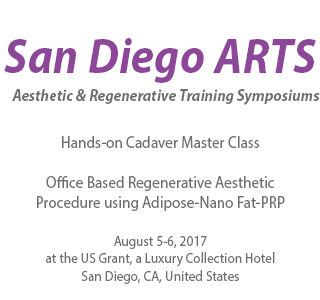 San Diego ARTS
Aesthetic & Regenerative Training Symposiums
Hands-on Cadaver Master Class
Office Based Regenerative Aesthetic
Procedure using Adipose-Nano Fat-PRP
August 5-6, 2017
at the US Grant, a Luxury Collection Hotel
San Diego, CA, United States